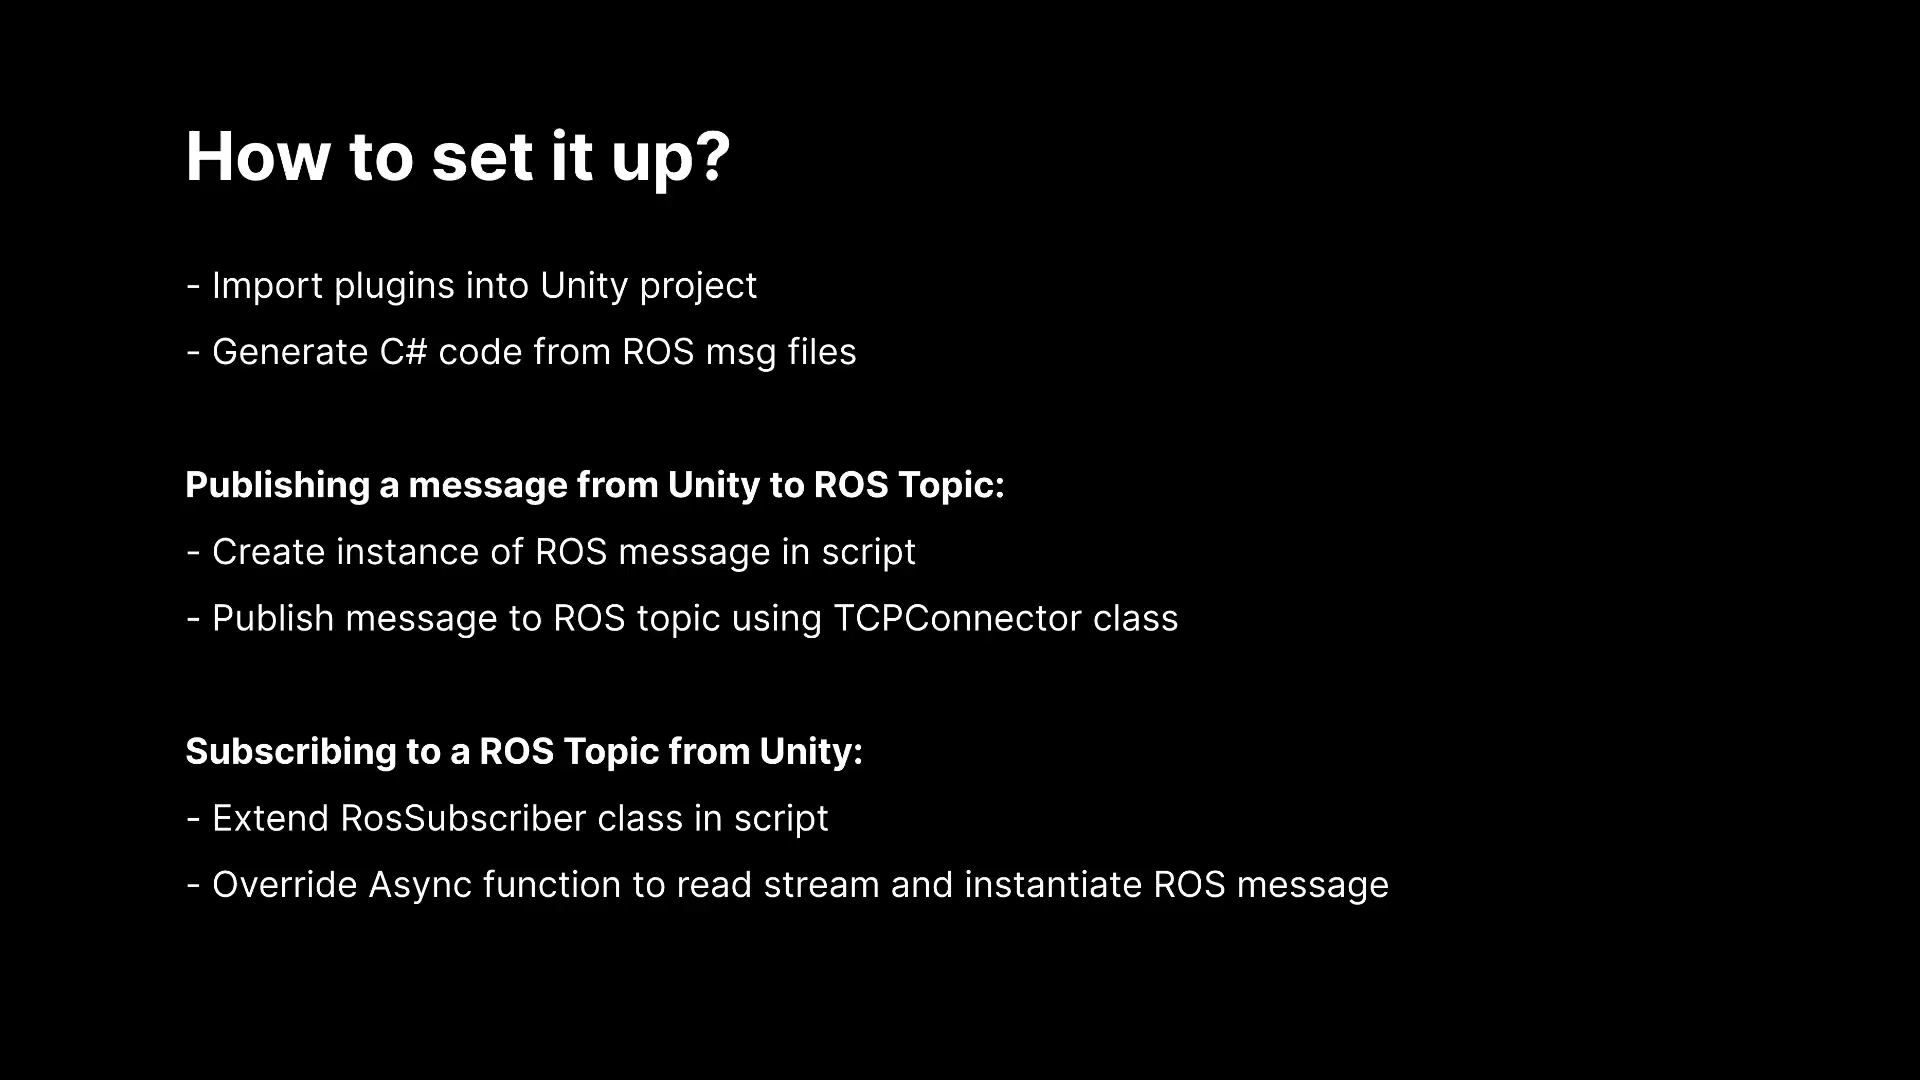 How to set it up?
- Import plugins into Unity project
- Generate C# code from ROS msg files
Publishing a message from Unity to ROS Topic:
- Create instance of ROS message in script
- Publish message to ROS topic using TCPConnector class
Subscribing to a ROS Topic from Unity:
- Extend RosSubscriber class in script
- Override Async function to read stream and instantiate ROS message